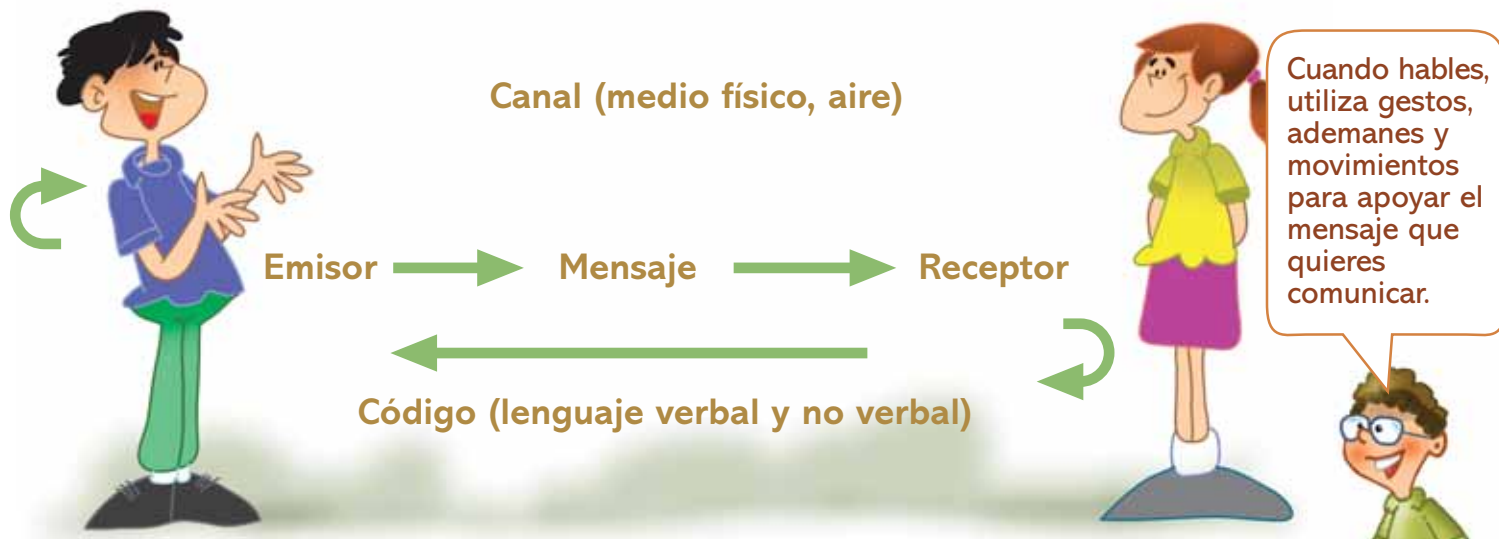 Canal (medio físico, aire)
Emisor
Mensaje
Receptor
Código (lenguaje verbal y no verbal)
Cuando hables,
utiliza gestos,
ademanes y
movimientos
para apoyar el
mensaje que
quieres
comunicar.